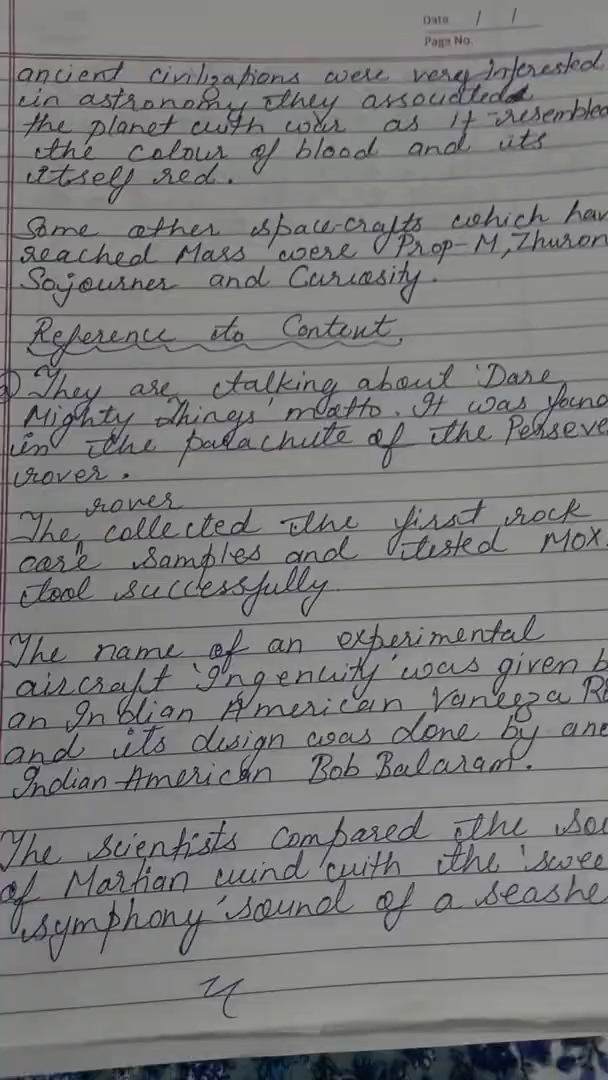 Date / /
Page No.
ancient civilizations were very interested
in astronomy they associated
the planet with war as it resembled
the colour of blood and its
itself red.
Some other space-crafts which hav
reached Mass were Prop-M, Zhuron
Sojourner and Curiosity.
Reference to Content
They are talking about 'Dare
Mighty Things' motto. It was foun
in the parachute of the Perseve
rover.
rover
The collected the first rock
core samples and tested MOX
tool successfully.
The name of an experimental
aircraft 'Ingenuity' was given b
an Indian American Vaneeza R
and its design was done by ano
Indian-American Bob Balaram.
The scientists compared the sou
of Martian wind with the 'swee
symphony' sound of a seashe